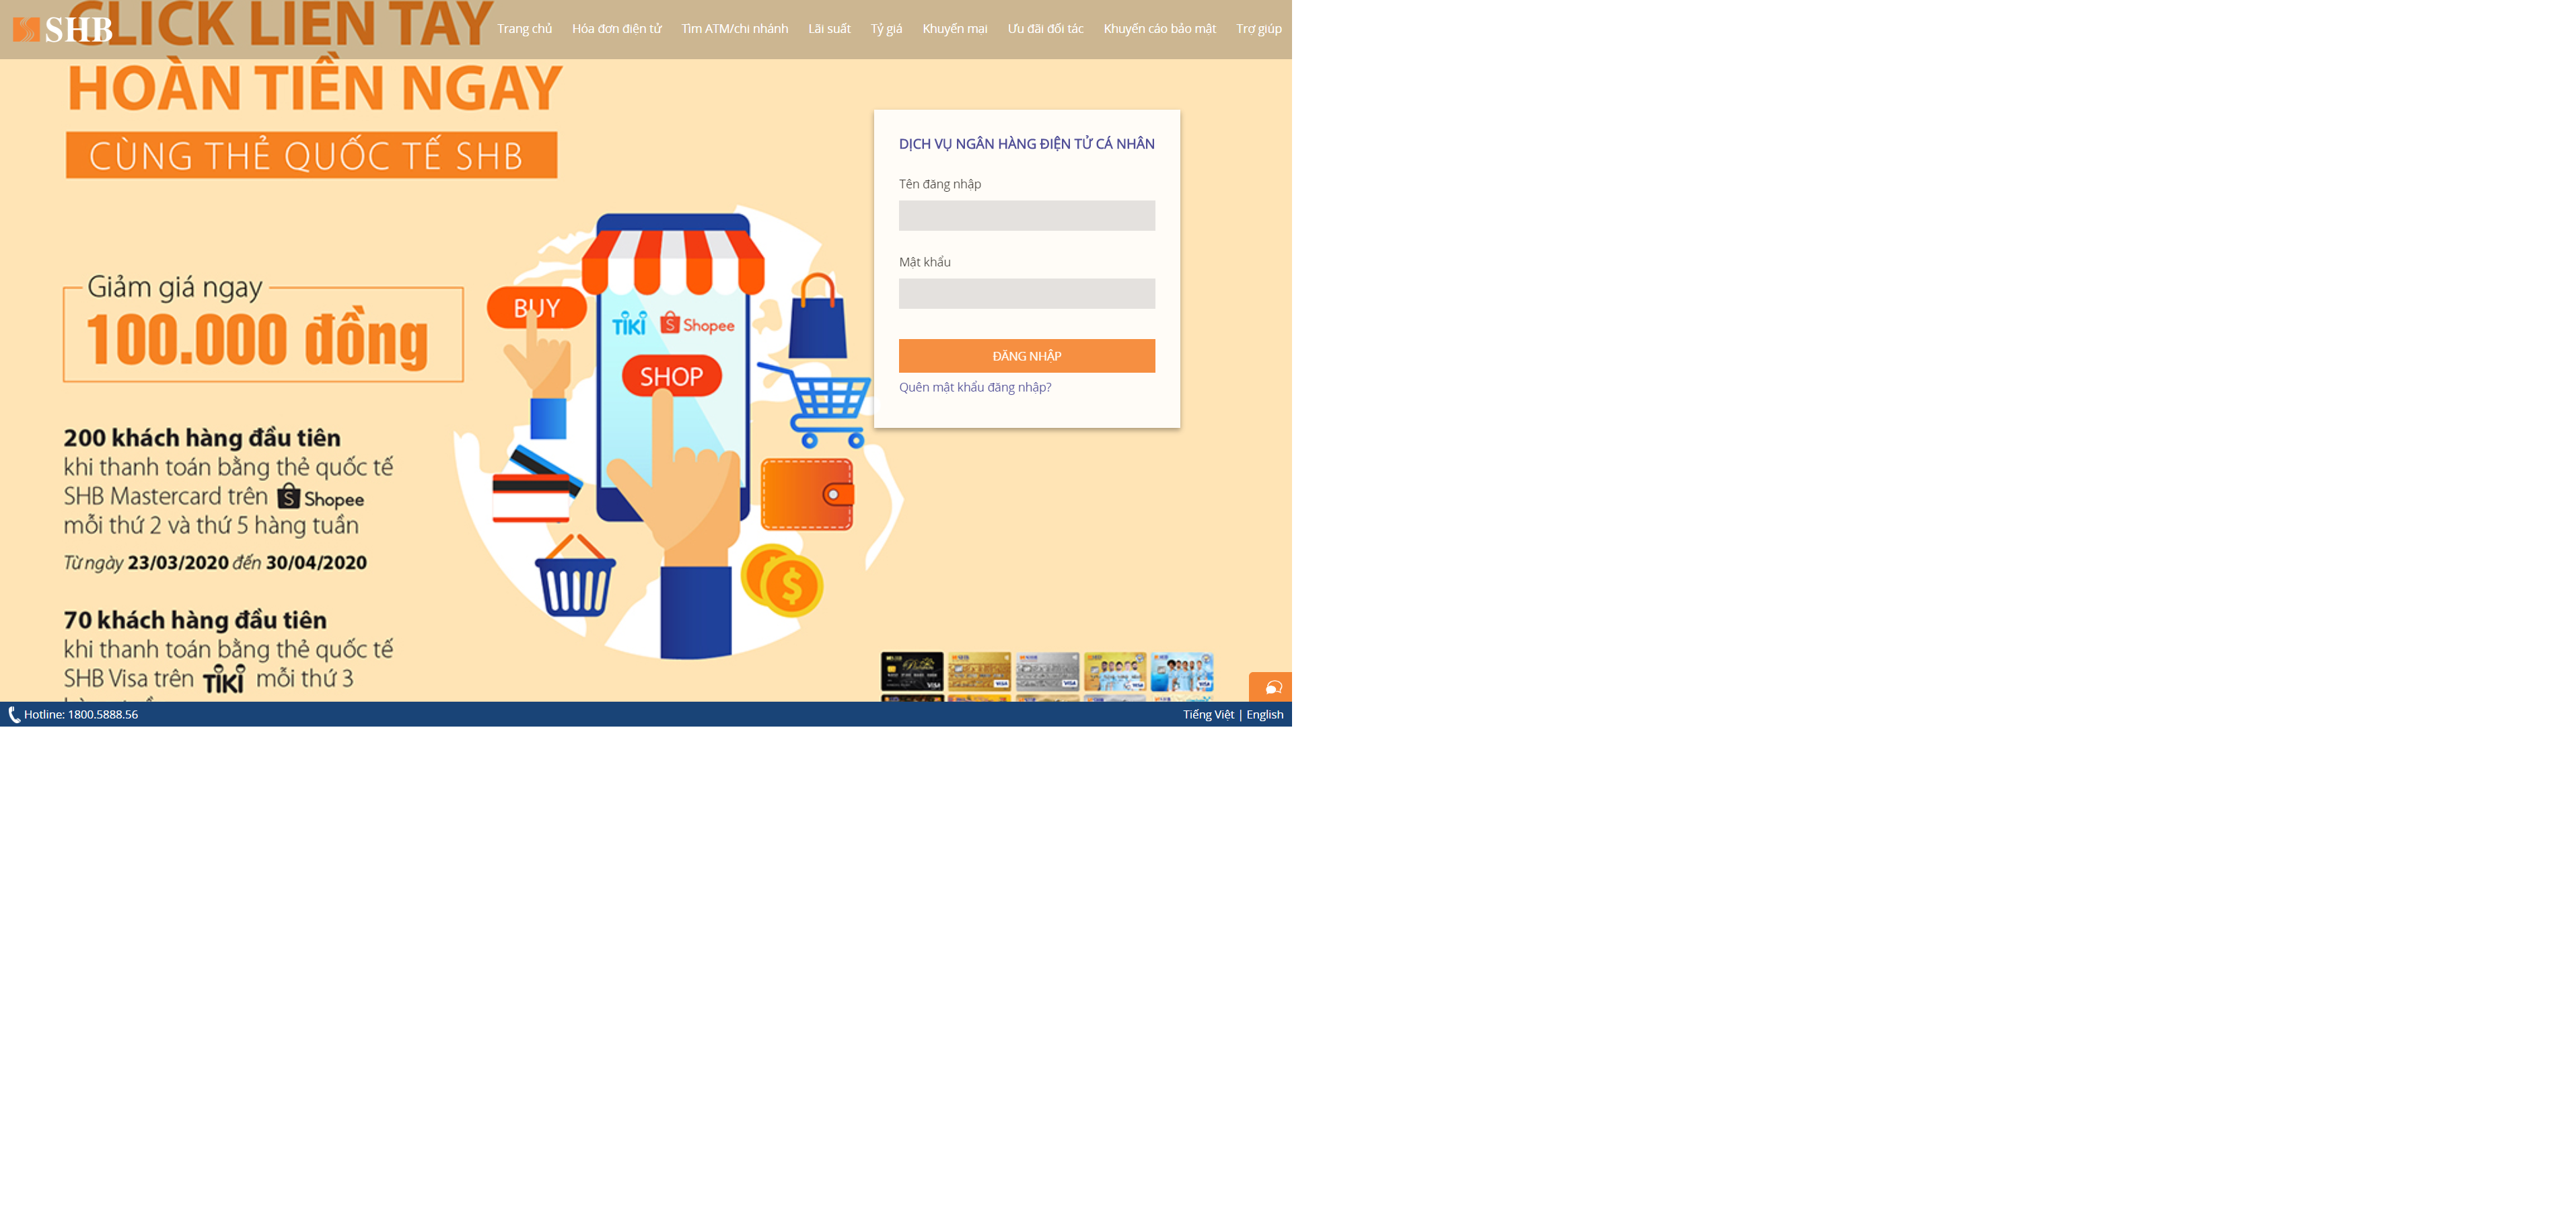 SHB
Trang chủ
Hóa đơn điện tử
Tìm ATM/chi nhánh
Lãi suất
Tỷ giá
Khuyến mại
Ưu đãi đối tác
Khuyến cáo bảo mật
Trợ giúp
CLICK LIỀN TAY
HOÀN TIỀN NGAY
CÙNG THẺ QUỐC TẾ SHB
Giảm giá ngay
100.000 đồng
200 khách hàng đầu tiên
khi thanh toán bằng thẻ quốc tế
SHB Mastercard trên Shopee
mỗi thứ 2 và thứ 5 hàng tuần
Từ ngày 23/03/2020 đến 30/04/2020
70 khách hàng đầu tiên
khi thanh toán bằng thẻ quốc tế
SHB Visa trên TIKI mỗi thứ 3
BUY
TIKI Shopee
SHOP
DỊCH VỤ NGÂN HÀNG ĐIỆN TỬ CÁ NHÂN
Tên đăng nhập
Mật khẩu
ĐĂNG NHẬP
Quên mật khẩu đăng nhập?
VISA
VISA
VISA
VISA
VISA
Hotline: 1800.5888.56
Tiếng Việt | English